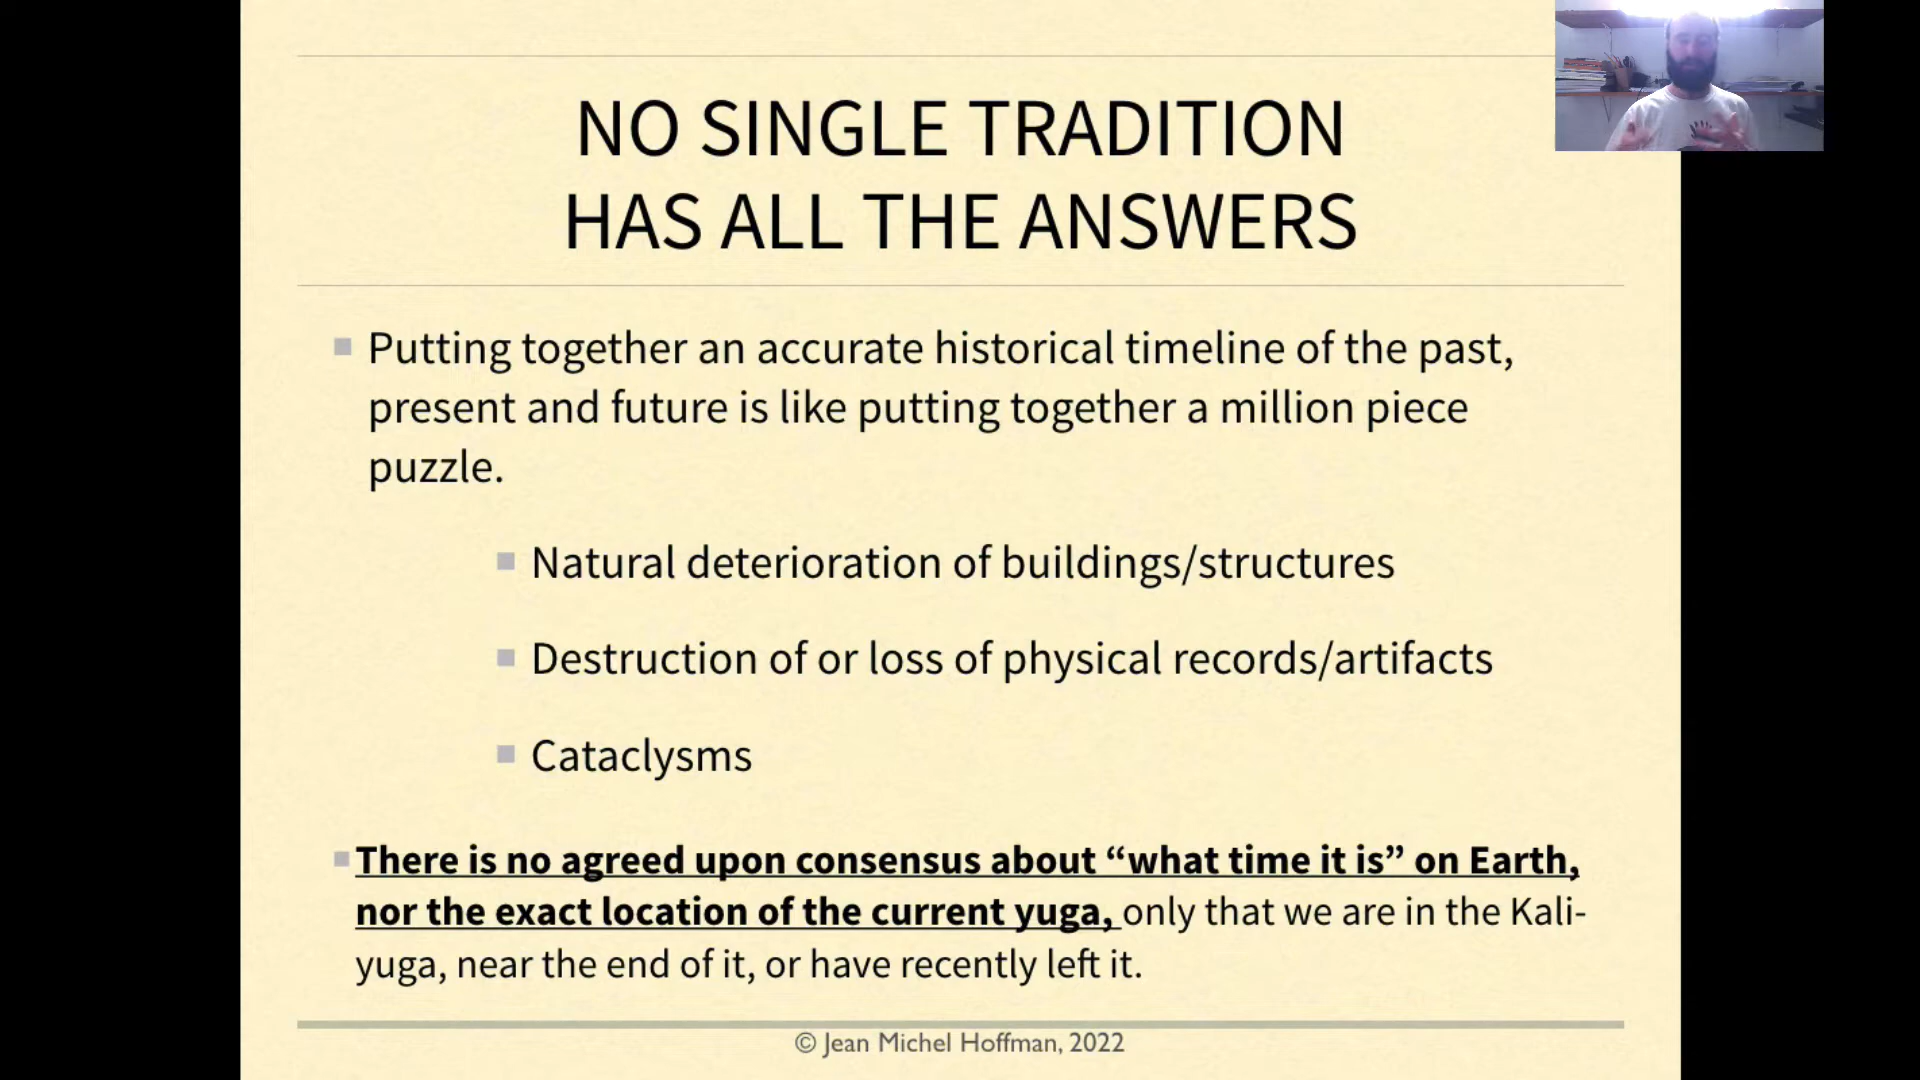 NO SINGLE TRADITION
HAS ALL THE ANSWERS
Putting together an accurate historical timeline of the past,
present and future is like putting together a million piece
puzzle.
Natural deterioration of buildings/structures
Destruction of or loss of physical records/artifacts
Cataclysms
There is no agreed upon consensus about “what time it is” on Earth,
nor the exact location of the current yuga, only that we are in the Kali-
yuga, near the end of it, or have recently left it.
© Jean Michel Hoffman, 2022